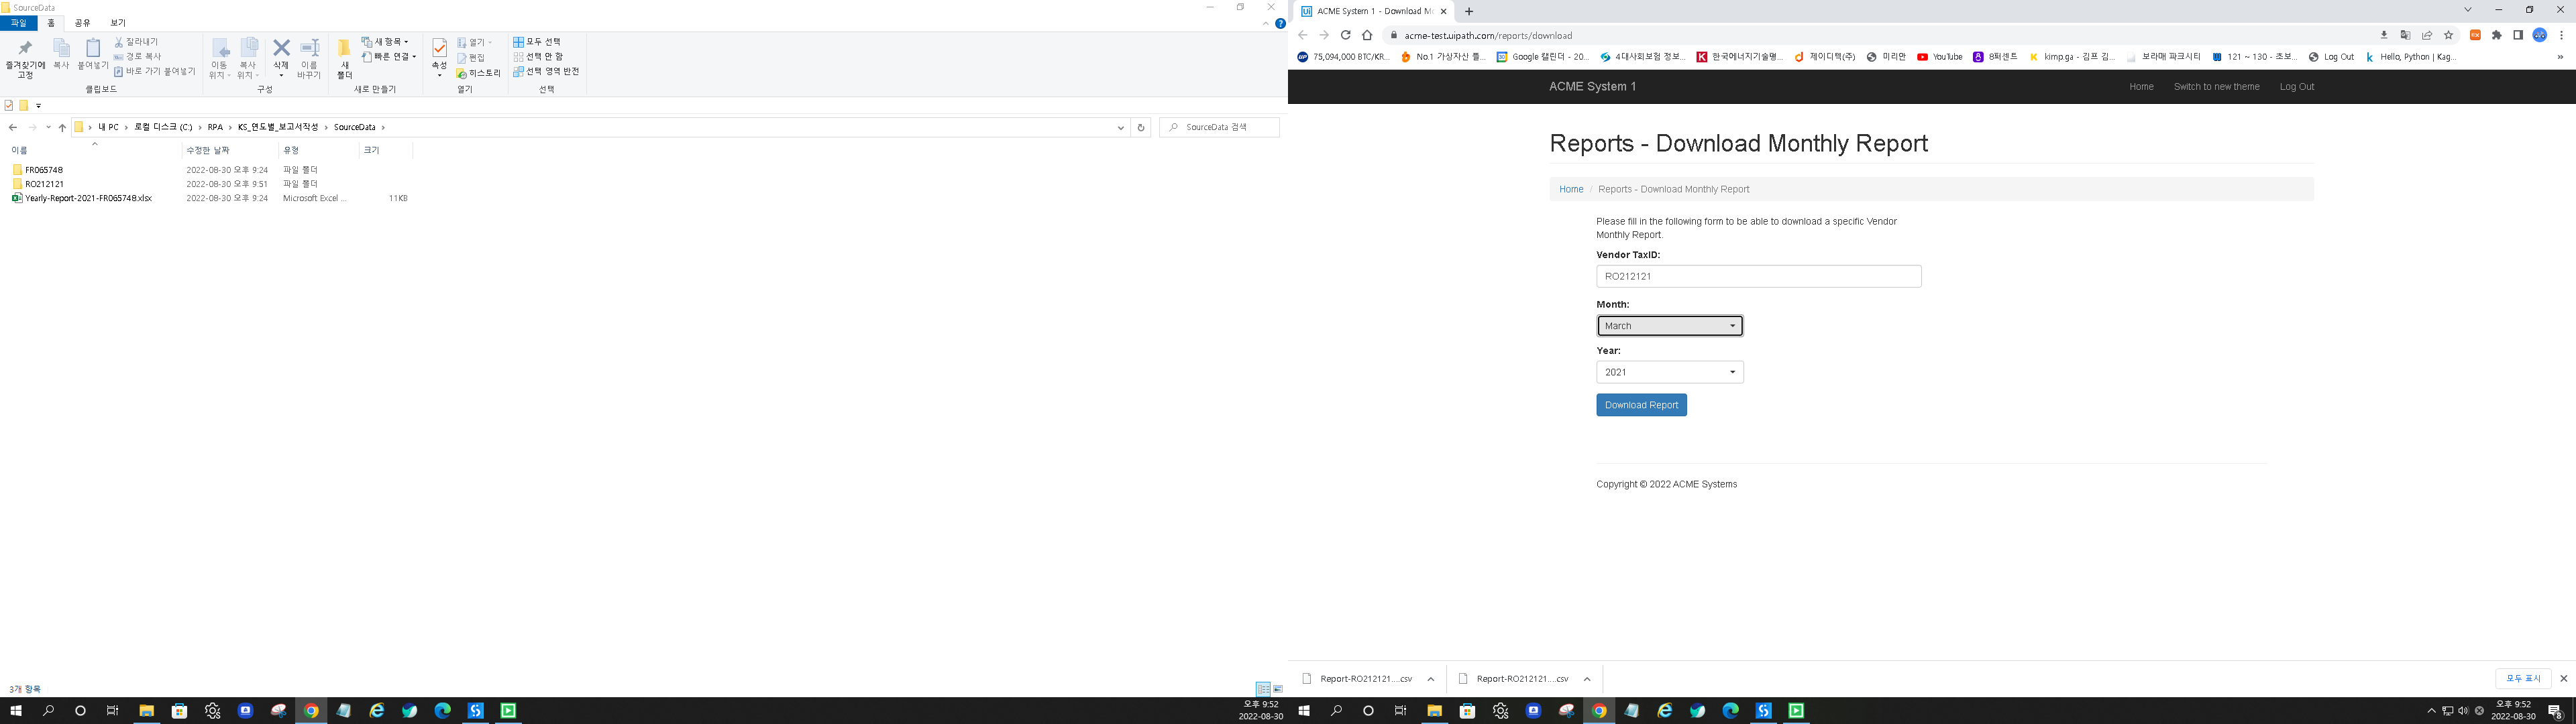 SourceData
파일 홈 공유 보기
즐겨찾기에 고정
복사
붙여넣기
잘라내기
경로 복사
바로 가기 붙여넣기
클립보드
이동 위치
복사 위치
삭제
이름 바꾸기
구성
새 폴더
새 항목
빠른 연결
새로 만들기
속성
열기
편집
히스토리
열기
모두 선택
선택 안 함
선택 영역 반전
선택
내 PC > 로컬 디스크 (C:) > RPA > KS_연도별_보고서작성 > SourceData >
SourceData 검색
이름 수정한 날짜 유형 크기
FR065748 2022-08-30 오후 9:24 파일 폴더
RO212121 2022-08-30 오후 9:51 파일 폴더
Yearly-Report-2021-FR065748.xlsx 2022-08-30 오후 9:24 Microsoft Excel ... 11KB
3개 항목
오후 9:52
2022-08-30
ACME System 1 - Download Mo
acme-test.uipath.com/reports/download
75,094,000 BTC/KR...
No.1 가상자산 플...
Google 캘린더 - 20...
4대사회보험 정보...
한국에너지기술평...
제이디텍(주)
미리만
YouTube
8퍼센트
kimp.ga - 김프 김...
보라매 파크시티
121 ~ 130 - 초보...
Log Out
Hello, Python | Kag...
ACME System 1
Home Switch to new theme Log Out
Reports - Download Monthly Report
Home / Reports - Download Monthly Report
Please fill in the following form to be able to download a specific Vendor
Monthly Report.
Vendor TaxID:
RO212121
Month:
March
Year:
2021
Download Report
Copyright © 2022 ACME Systems
Report-RO212121....csv
Report-RO212121....csv
모두 표시
오후 9:52
2022-08-30